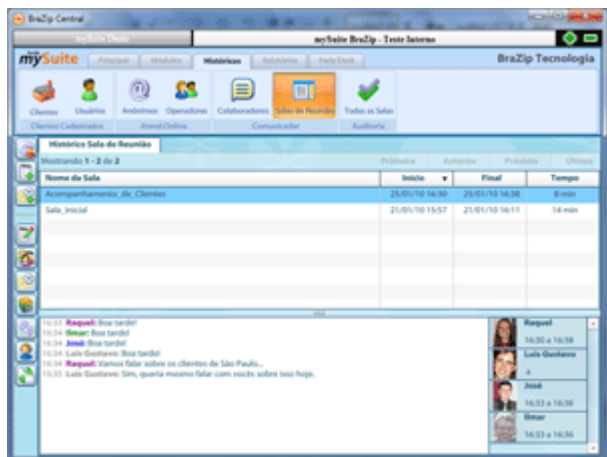 BraZip Central
mySuite Demo
mySuite BraZip - Teste Interno
mySuite
Principal Módulos Históricos Relatórios Help Desk
BraZip Tecnologia
Clientes Usuários Anônimos Operadores Colaboradores Salas de Reunião Todas as Salas
Clientes Cadastrados Atend.Online Comunicador Auditoria
Histórico Sala de Reunião
Mostrando 1 - 2 de 2
Primeira Anterior Próxima Última
Nome da Sala Início Final Tempo
Acompanhamento_de_Clientes 25/01/10 16:30 25/01/10 16:38 8 min
Sala_Inicial 21/01/10 15:57 21/01/10 16:11 14 min
16:33 Raquel: Boa tarde!
16:34 Ilmar: Boa tarde!
16:34 José: Boa tarde!
16:34 Luís Gustavo: Boa tarde!
16:34 Raquel: Vamos falar sobre os clientes de São Paulo...
16:35 Luís Gustavo: Sim, queria mesmo falar com vocês sobre isso hoje.
Raquel
16:30 a 16:38
Luís Gustavo
a
José
16:33 a 16:36
Ilmar
16:33 a 16:36